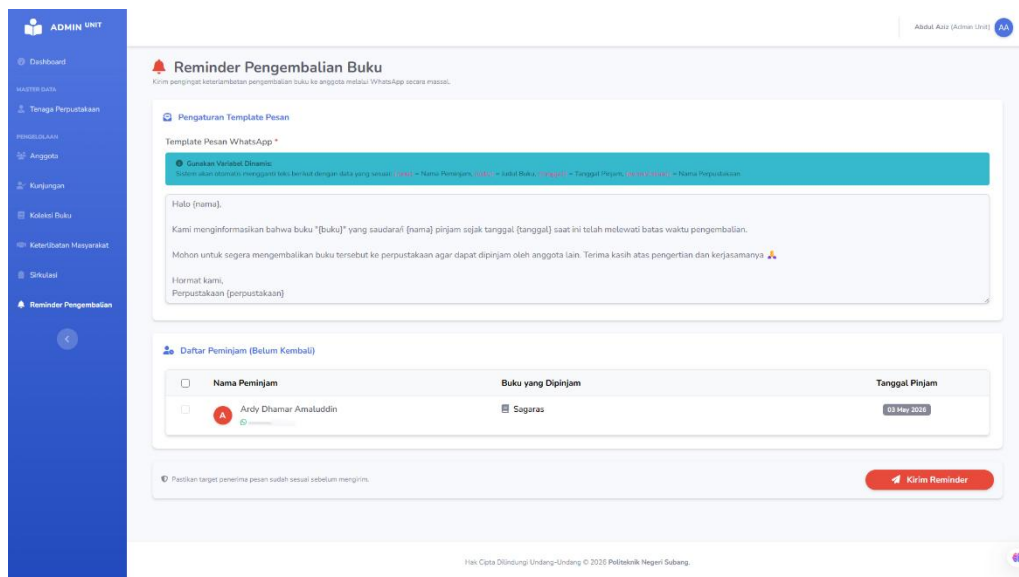 ADMIN UNIT
Abdul Aziz (Admin Unit) AA
Dashboard
MASTER DATA
Tenaga Perpustakaan
PENGELOLAAN
Anggota
Kunjungan
Koleksi Buku
Keterlibatan Masyarakat
Sirkulasi
Reminder Pengembalian
Reminder Pengembalian Buku
Kirim pengingat keterlambatan pengembalian buku ke anggota melalui WhatsApp secara massal.
Pengaturan Template Pesan
Template Pesan WhatsApp *
Gunakan Variabel Dinamis:
Sistem akan otomatis mengganti teks berikut dengan data yang sesuai: = Nama Peminjam, = Judul Buku, = Tanggal Pinjam, = Nama Perpustakaan
Halo {nama},
Kami menginformasikan bahwa buku "{buku}" yang saudara/i {nama} pinjam sejak tanggal {tanggal} saat ini telah melewati batas waktu pengembalian.
Mohon untuk segera mengembalikan buku tersebut ke perpustakaan agar dapat dipinjam oleh anggota lain. Terima kasih atas pengertian dan kerjasamanya 🙏
Hormat kami,
Perpustakaan {perpustakaan}
Daftar Peminjam (Belum Kembali)
Nama Peminjam Buku yang Dipinjam Tanggal Pinjam
A Ardy Dhamar Amaluddin Sagaras 03 May 2026
Pastikan target penerima pesan sudah sesuai sebelum mengirim.
Kirim Reminder
Hak Cipta Dilindungi Undang-Undang © 2026 Politeknik Negeri Subang.